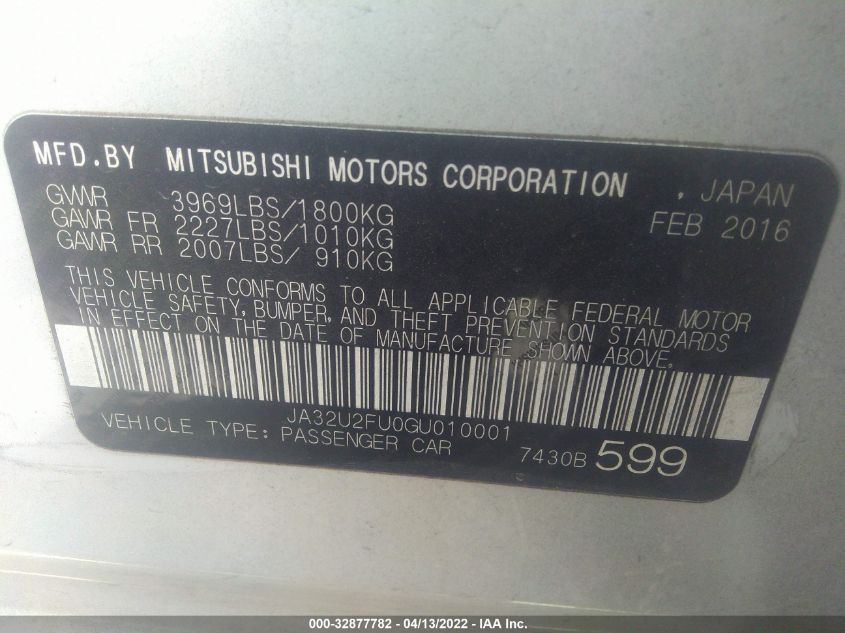 MFD.BY MITSUBISHI MOTORS CORPORATION , JAPAN
GVWR 3969LBS/1800KG FEB 2016
GAWR FR 2227LBS/1010KG
GAWR RR 2007LBS/ 910KG
THIS VEHICLE CONFORMS TO ALL APPLICABLE FEDERAL MOTOR
VEHICLE SAFETY, BUMPER, AND THEFT PREVENTION STANDARDS
IN EFFECT ON THE DATE OF MANUFACTURE SHOWN ABOVE.
JA32U2FU0GU010001
VEHICLE TYPE: PASSENGER CAR 7430B 599
000-32877782 - 04/13/2022 - IAA Inc.